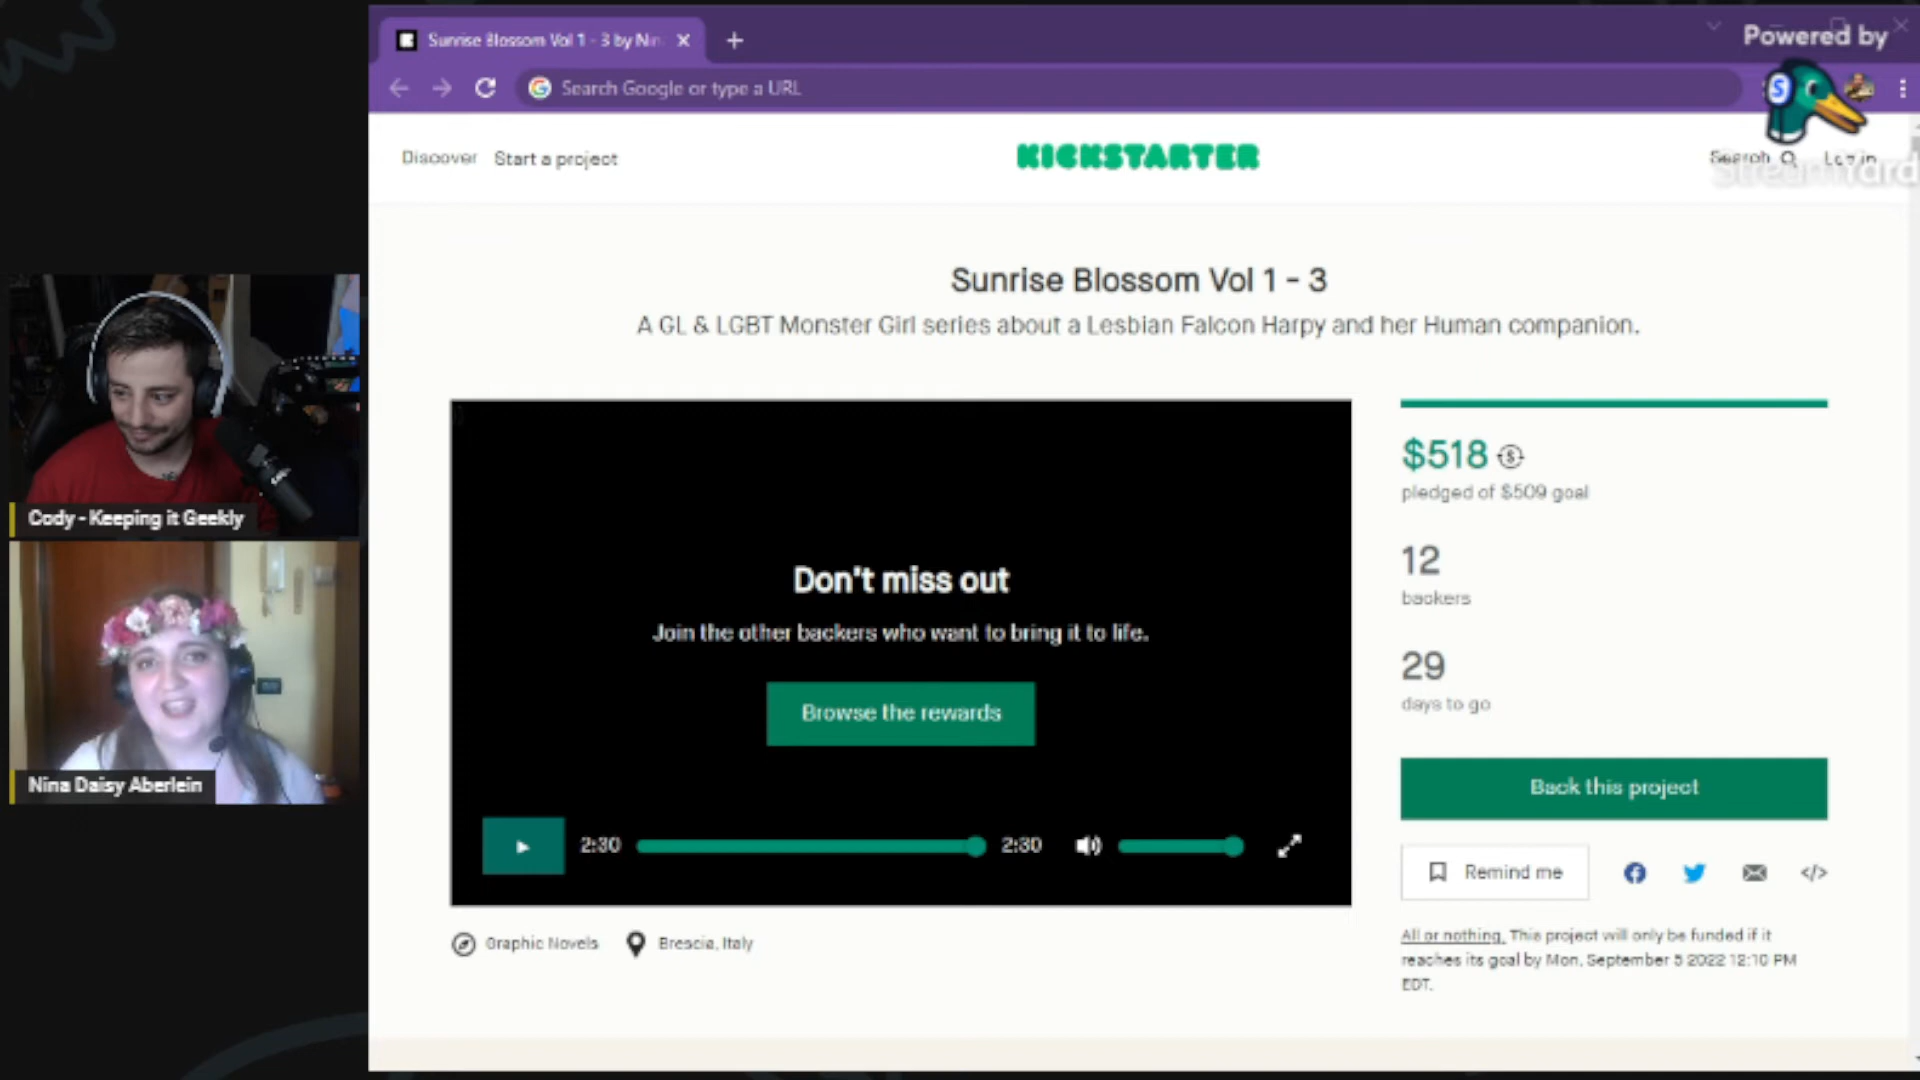 Sunrise Blossom Vol 1 - 3 by Nin
Powered by
Search Google or type a URL
S
Discover
Start a project
KICKSTARTER
Search
Log in
StreamYard
Sunrise Blossom Vol 1 - 3
A GL & LGBT Monster Girl series about a Lesbian Falcon Harpy and her Human companion.
$518
pledged of $509 goal
12
backers
29
days to go
Don't miss out
Join the other backers who want to bring it to life.
Browse the rewards
2:30
2:30
Back this project
Remind me
</>
Graphic Novels
Brescia, Italy
All or nothing. This project will only be funded if it
reaches its goal by Mon, September 5 2022 12:10 PM
EDT.
Cody - Keeping it Geekly
Nina Daisy Aberlein